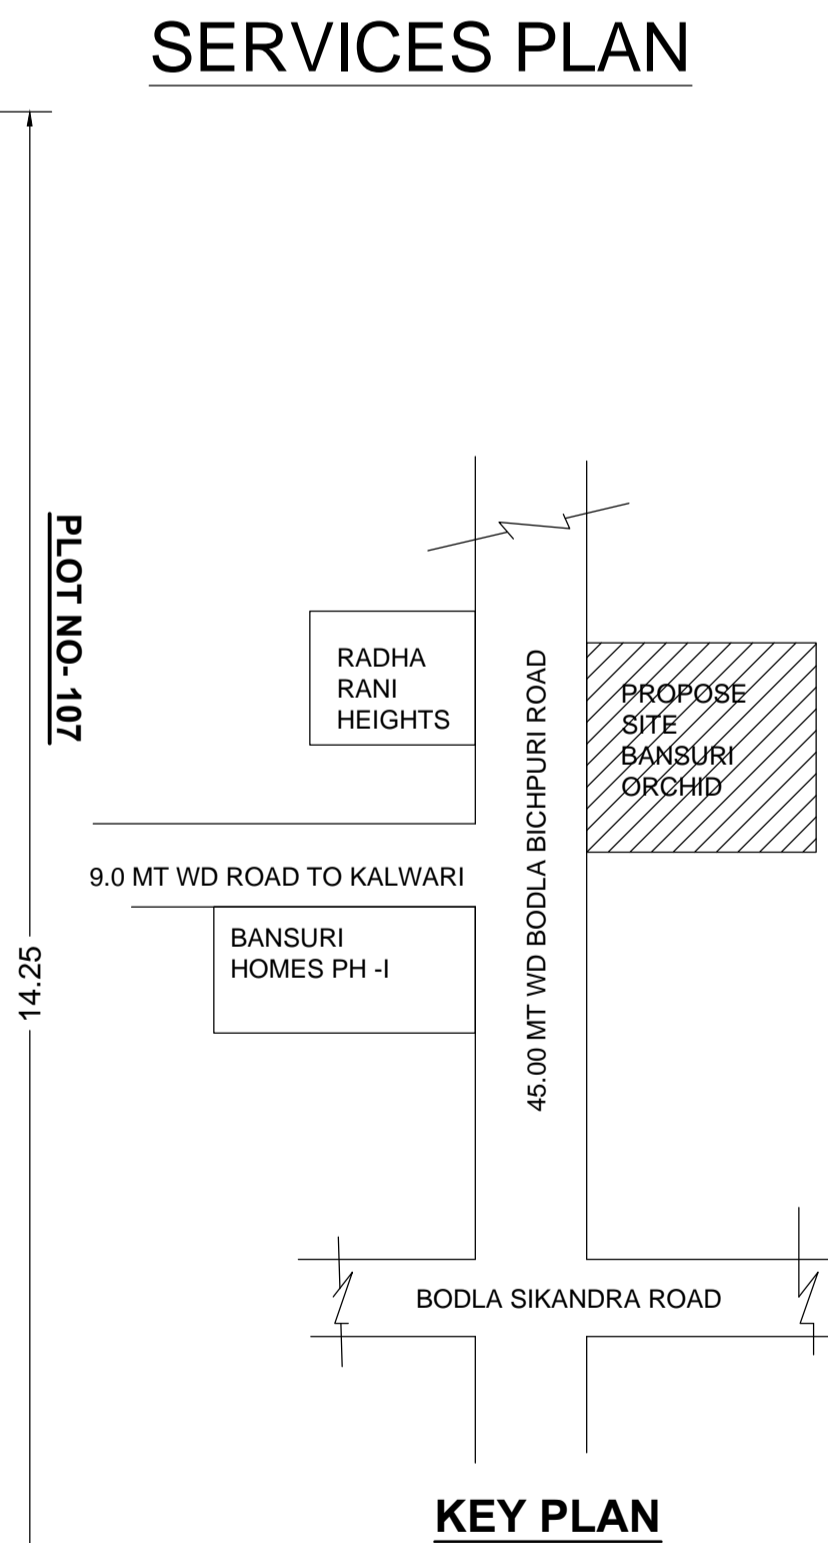 SERVICES PLAN
PLOT NO- 107
14.25
RADHA
RANI
HEIGHTS
45.00 MT WD BODLA BICHPURI ROAD
PROPOSE
SITE
BANSURI
ORCHID
9.0 MT WD ROAD TO KALWARI
BANSURI
HOMES PH -I
BODLA SIKANDRA ROAD
KEY PLAN